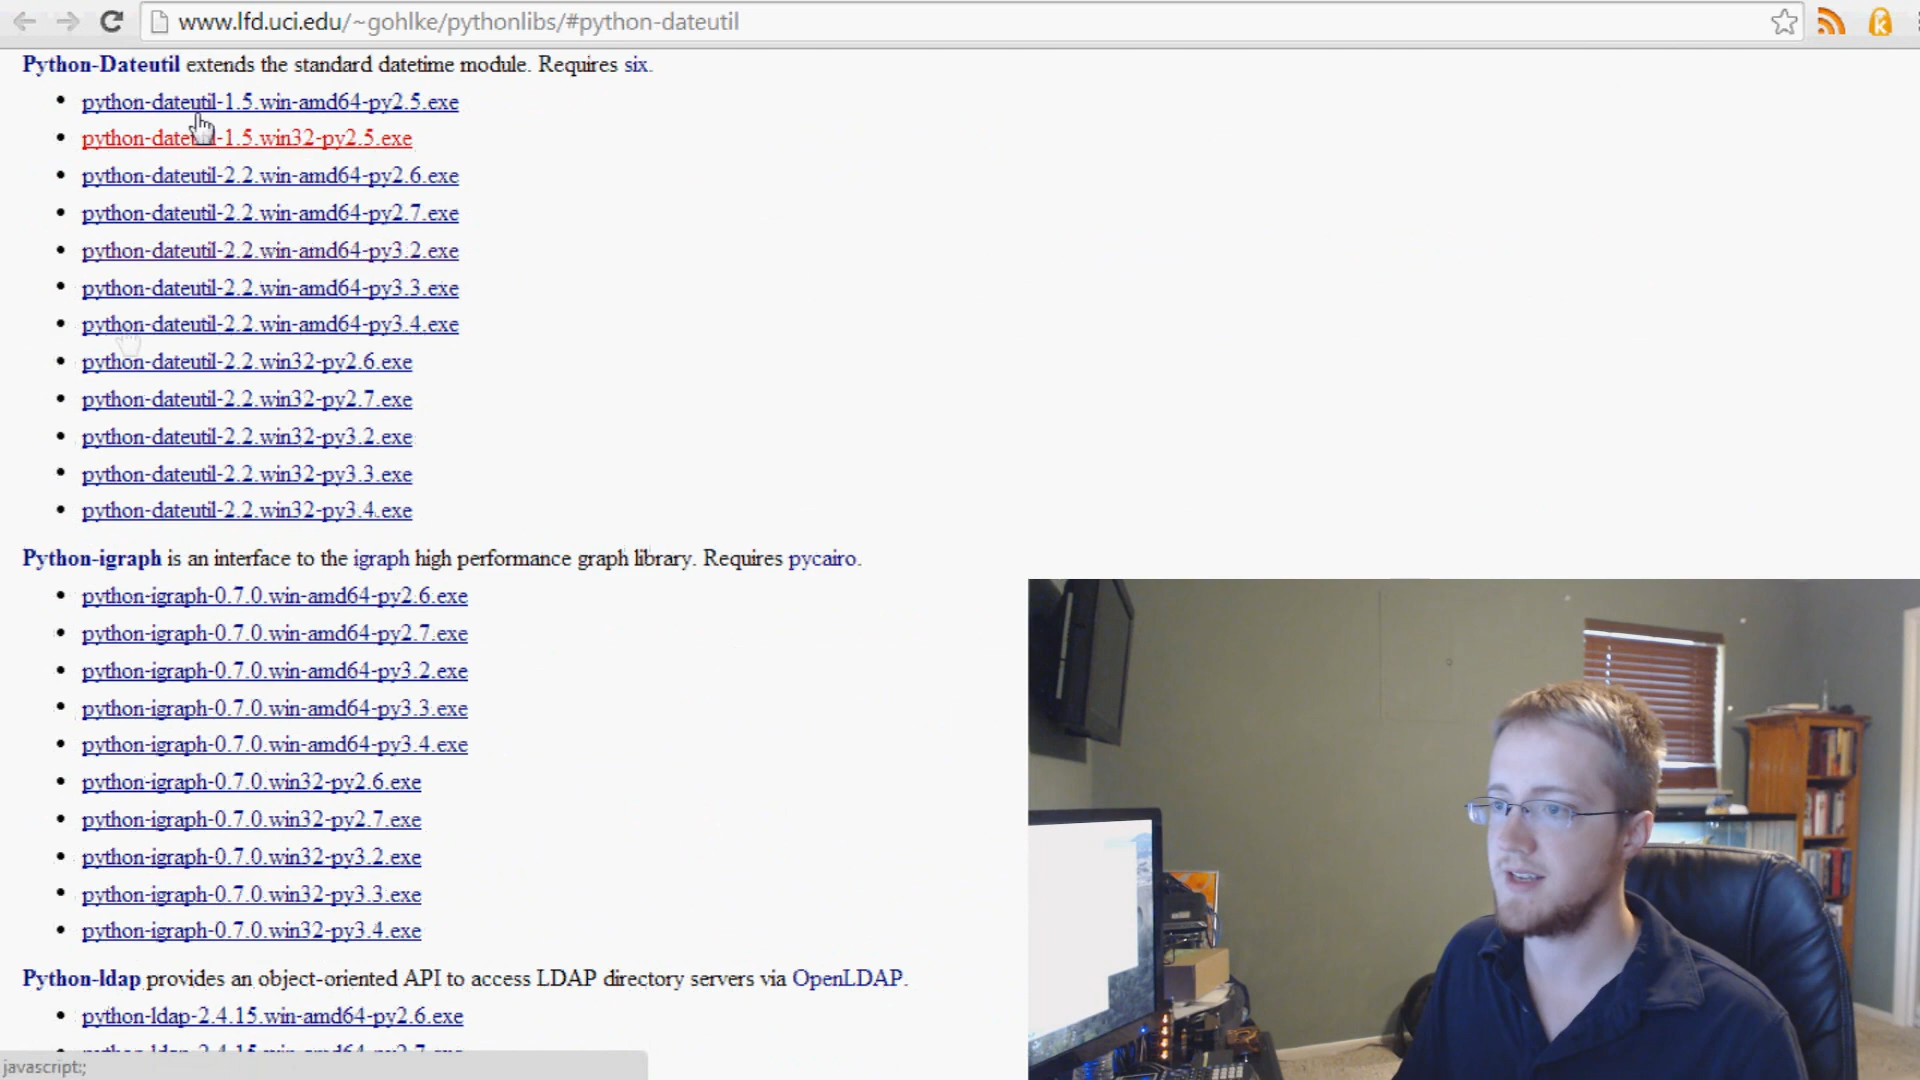 www.lfd.uci.edu/~gohlke/pythonlibs/#python-dateutil
Python-Dateutil extends the standard datetime module. Requires six.
python-dateutil-1.5.win-amd64-py2.5.exe
python-dateutil-1.5.win32-py2.5.exe
python-dateutil-2.2.win-amd64-py2.6.exe
python-dateutil-2.2.win-amd64-py2.7.exe
python-dateutil-2.2.win-amd64-py3.2.exe
python-dateutil-2.2.win-amd64-py3.3.exe
python-dateutil-2.2.win-amd64-py3.4.exe
python-dateutil-2.2.win32-py2.6.exe
python-dateutil-2.2.win32-py2.7.exe
python-dateutil-2.2.win32-py3.2.exe
python-dateutil-2.2.win32-py3.3.exe
python-dateutil-2.2.win32-py3.4.exe
Python-igraph is an interface to the igraph high performance graph library. Requires pycairo.
python-igraph-0.7.0.win-amd64-py2.6.exe
python-igraph-0.7.0.win-amd64-py2.7.exe
python-igraph-0.7.0.win-amd64-py3.2.exe
python-igraph-0.7.0.win-amd64-py3.3.exe
python-igraph-0.7.0.win-amd64-py3.4.exe
python-igraph-0.7.0.win32-py2.6.exe
python-igraph-0.7.0.win32-py2.7.exe
python-igraph-0.7.0.win32-py3.2.exe
python-igraph-0.7.0.win32-py3.3.exe
python-igraph-0.7.0.win32-py3.4.exe
Python-ldap provides an object-oriented API to access LDAP directory servers via OpenLDAP.
python-ldap-2.4.15.win-amd64-py2.6.exe
javascript:;